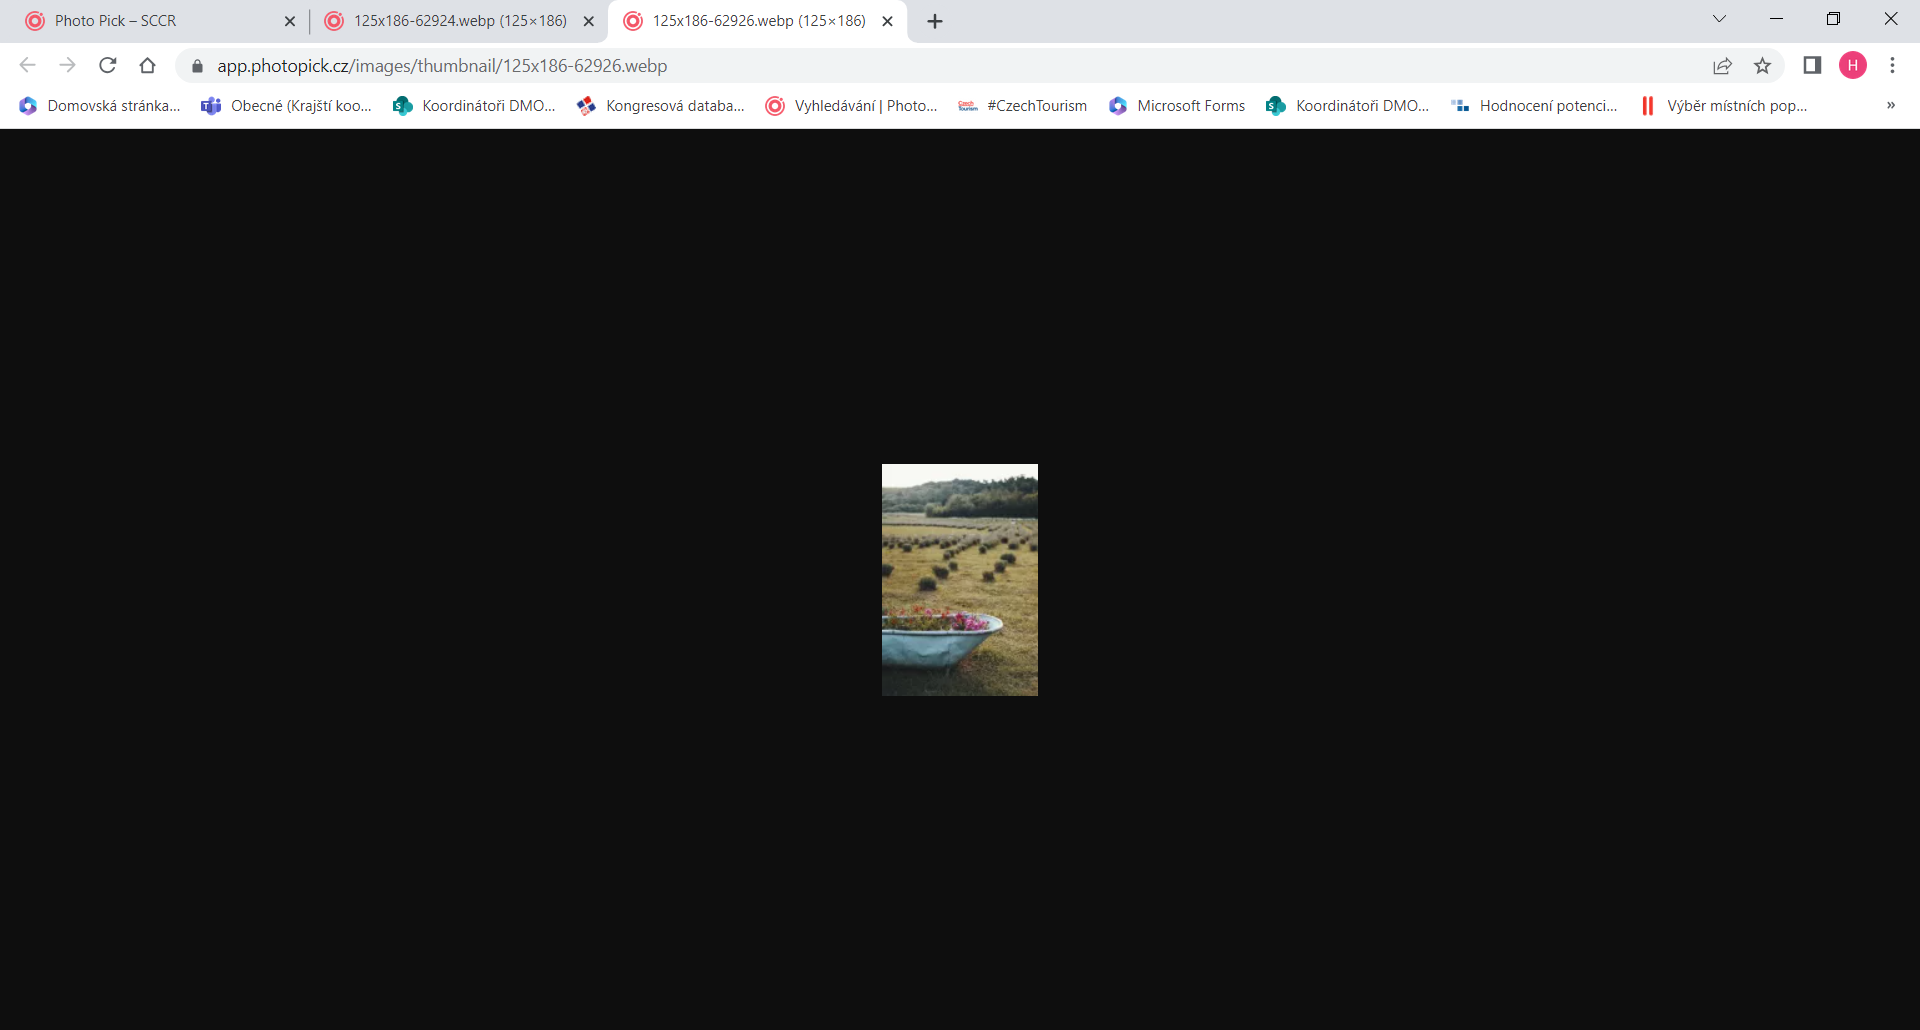 Photo Pick – SCCR
125x186-62924.webp (125×186)
125x186-62926.webp (125×186)
app.photopick.cz/images/thumbnail/125x186-62926.webp
H
Domovská stránka...
Obecné (Krajští koo...
Koordinátoři DMO...
Kongresová databa...
Vyhledávání | Photo...
Czech Tourism
#CzechTourism
Microsoft Forms
Koordinátoři DMO...
Hodnocení potenci...
Výběr místních pop...
»